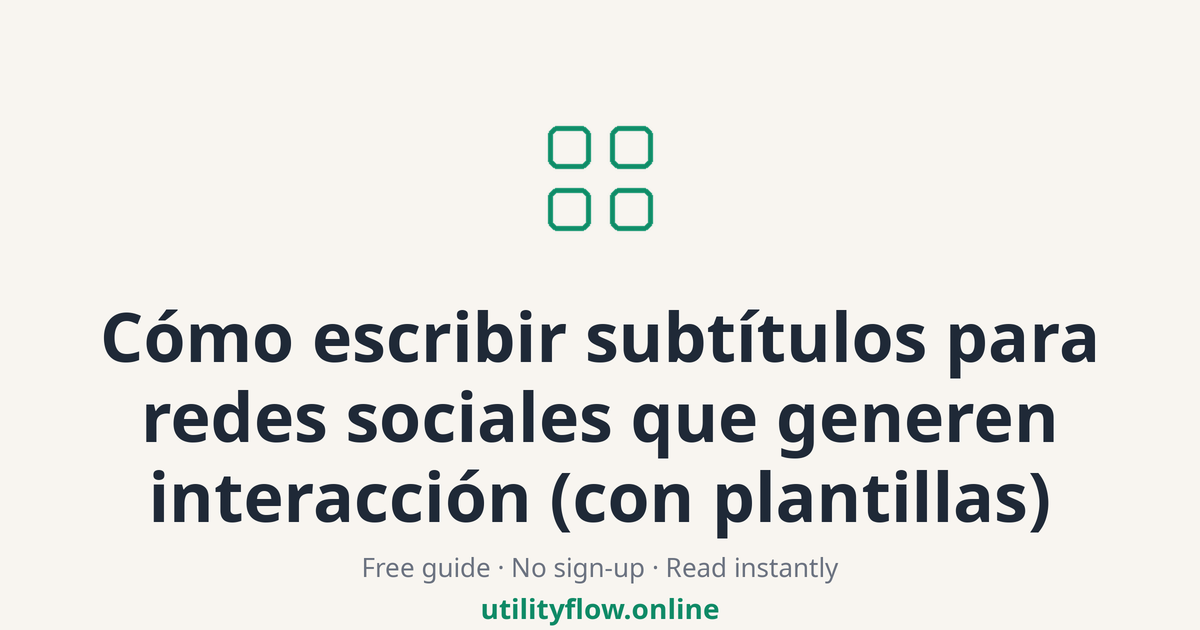 Cómo escribir subtítulos para
redes sociales que generen
interacción (con plantillas)
Free guide · No sign-up · Read instantly
utilityflow.online